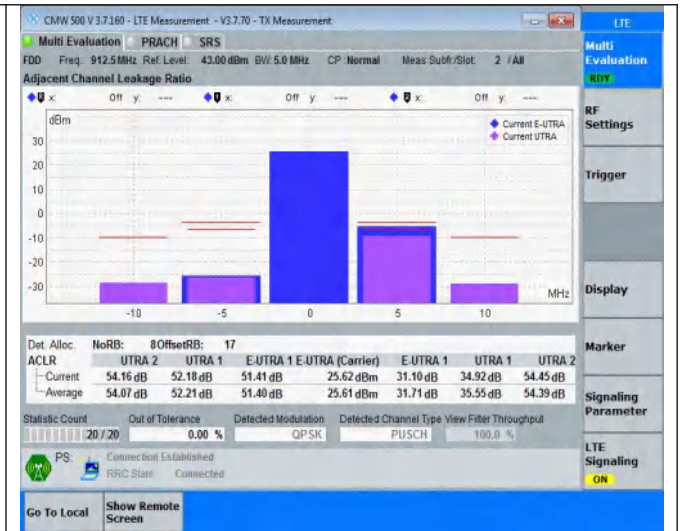 CMW 500 V 3.7.160 - LTE Measurement - V3.7.70 - TX Measurement
LTE
Multi Evaluation PRACH SRS
Multi
Evaluation
RDY
FDD Freq: 912.5 MHz Ref. Level: 43.00 dBm BW: 5.0 MHz CP: Normal Meas Subfr./Slot: 2 / All
Adjacent Channel Leakage Ratio
x: Off y: --- x: Off y: --- x: Off y: ---
dBm
Current E-UTRA
Current UTRA
30
20
10
0
-10
-20
-30
MHz
-10 -5 0 5 10
RF
Settings
Trigger
Display
Marker
Signaling
Parameter
LTE
Signaling
ON
Det. Alloc. NoRB: 8 OffsetRB: 17
ACLR UTRA 2 UTRA 1 E-UTRA 1 E-UTRA (Carrier) E-UTRA 1 UTRA 1 UTRA 2
Current 54.16 dB 52.18 dB 51.41 dB 25.62 dBm 31.10 dB 34.92 dB 54.45 dB
Average 54.07 dB 52.21 dB 51.40 dB 25.61 dBm 31.71 dB 35.55 dB 54.39 dB
Statistic Count Out of Tolerance Detected Modulation Detected Channel Type View Filter Throughput
20 / 20 0.00 % QPSK PUSCH 100.0 %
PS: Connection Established
RRC State Connected
Go To Local
Show Remote
Screen